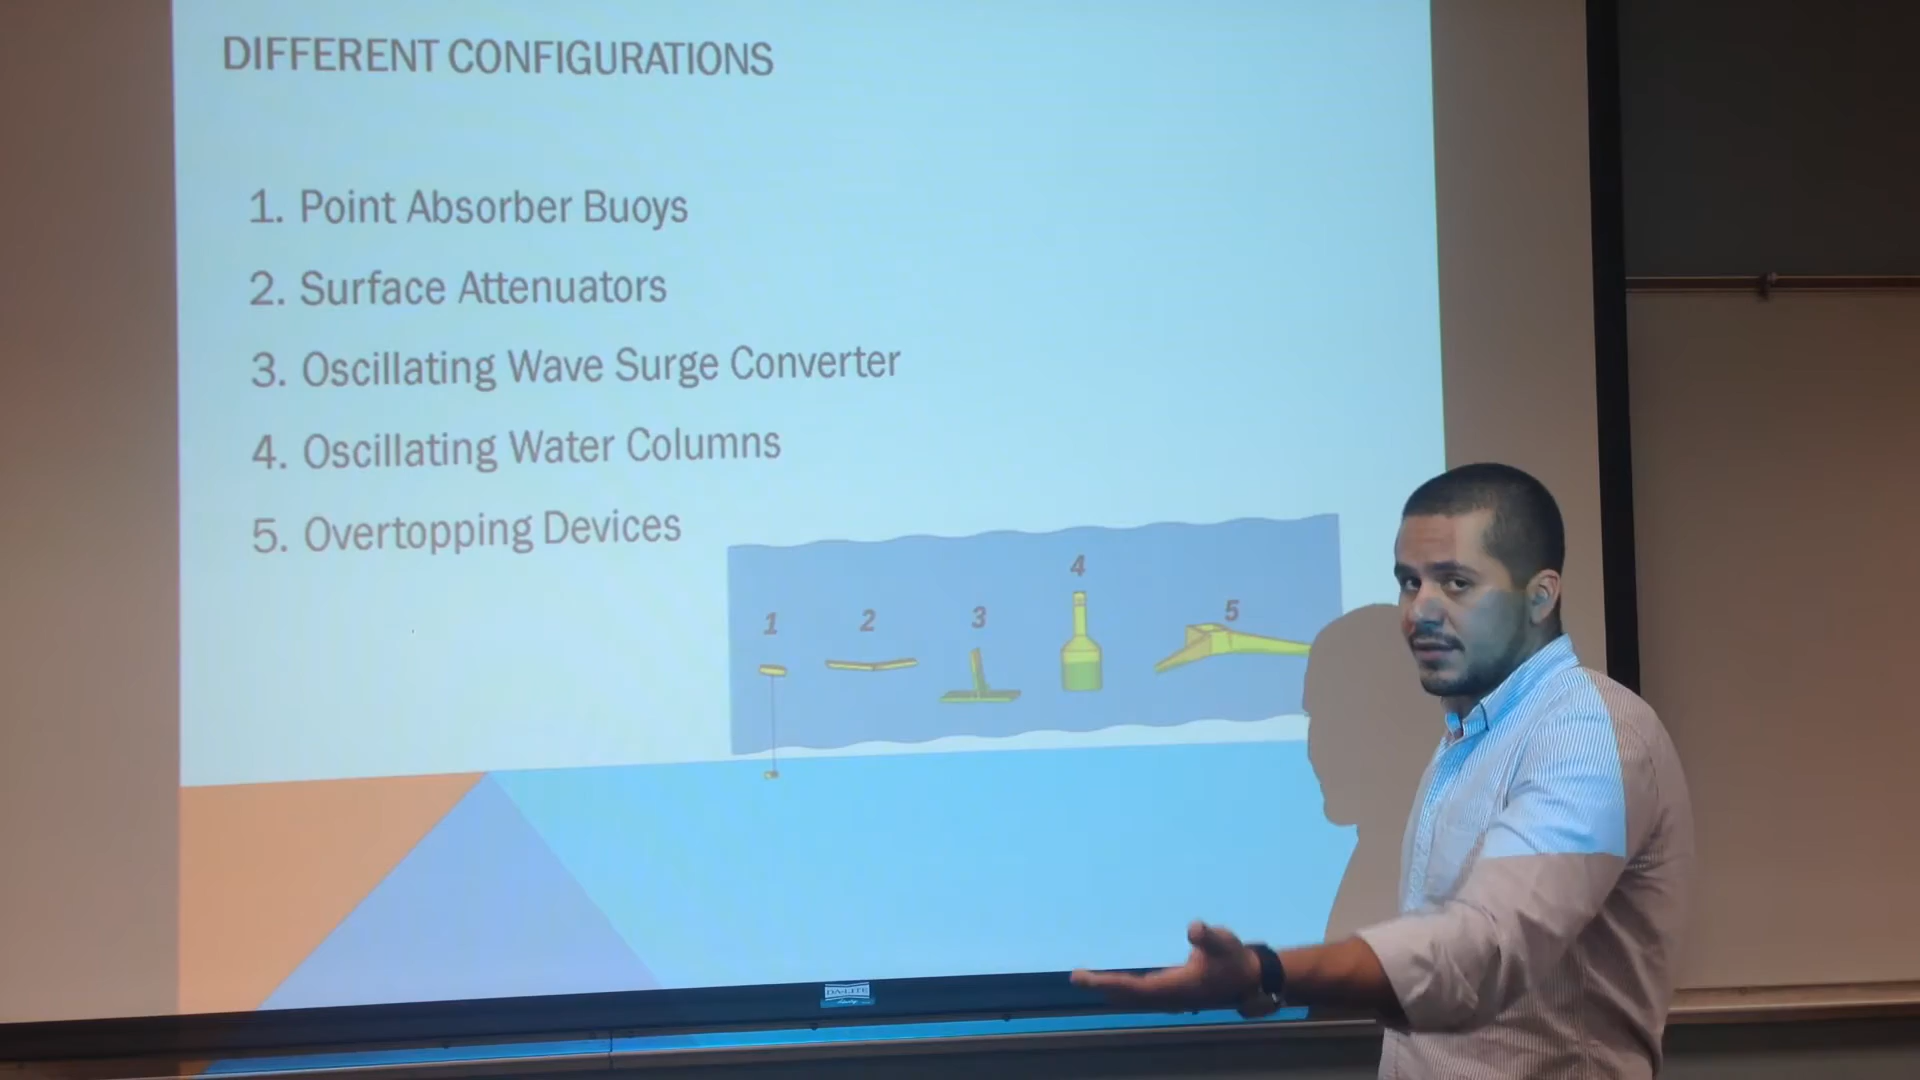 DIFFERENT CONFIGURATIONS
1. Point Absorber Buoys
2. Surface Attenuators
3. Oscillating Wave Surge Converter
4. Oscillating Water Columns
5. Overtopping Devices
1 2 3 4 5
DA-LITE